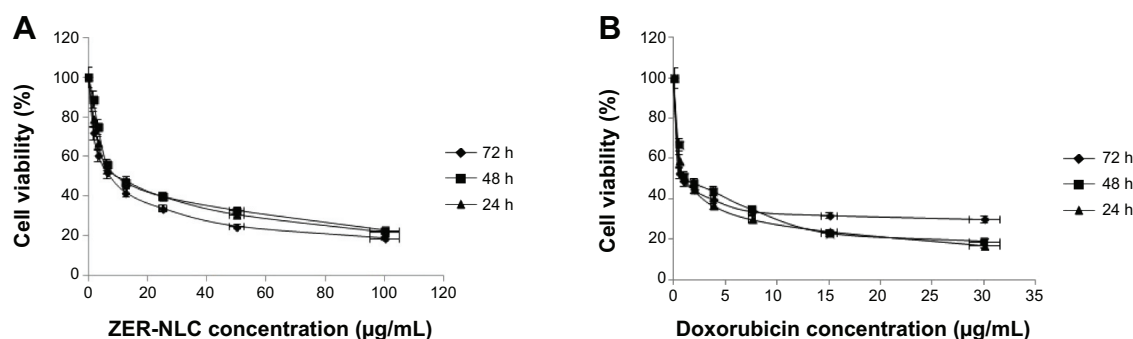 A
120
100
80
60
40
20
0
Cell viability (%)
0 20 40 60 80 100 120
ZER-NLC concentration (µg/mL)
72 h
48 h
24 h
B
120
100
80
60
40
20
0
Cell viability (%)
0 5 10 15 20 25 30 35
Doxorubicin concentration (µg/mL)
72 h
48 h
24 h